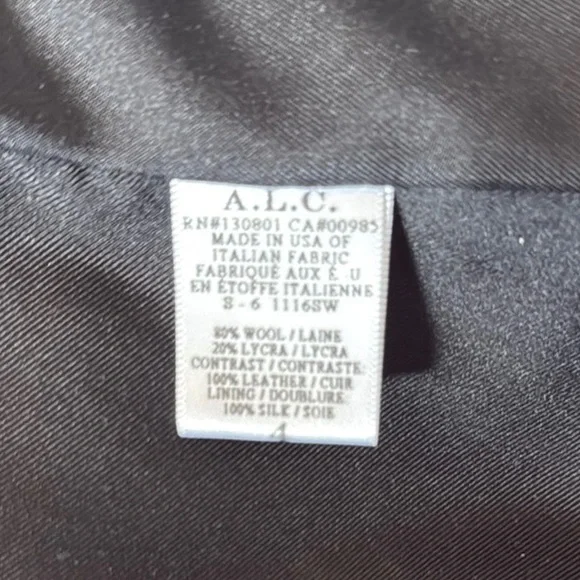 A.L.C.
RN#130801 CA#00985
MADE IN USA OF
ITALIAN FABRIC
FABRIQUÉ AUX É U
EN ÉTOFFE ITALIENNE
S-6 1116SW
80% WOOL / LAINE
20% LYCRA / LYCRA
CONTRAST / CONTRASTE:
100% LEATHER / CUIR
LINING / DOUBLURE:
100% SILK / SOIE
4